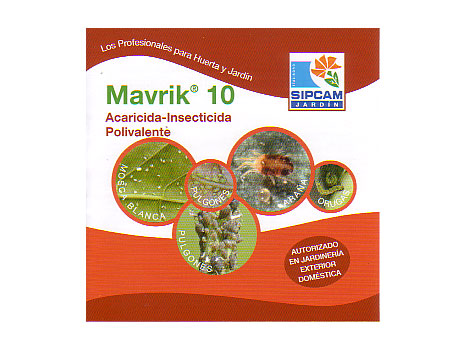 Los Profesionales para Huerta y Jardín
SIPCAM
JARDÍN
Mavrik® 10
Acaricida-Insecticida
Polivalente
MOSCA BLANCA
PULGONES
ARAÑA
ORUGA
PULGONES
AUTORIZADO
EN JARDINERÍA
EXTERIOR
DOMÉSTICA